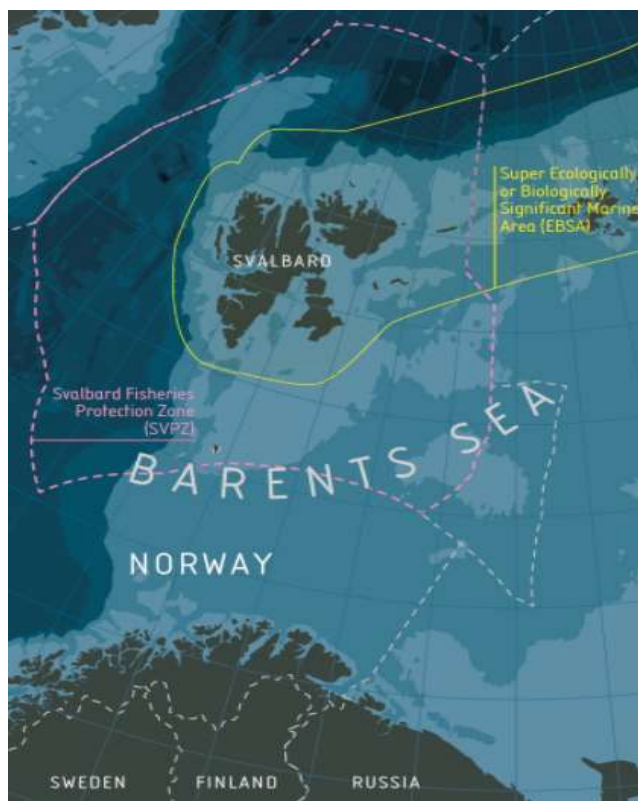 Super Ecologically
or Biologically
Significant Marine
Area (EBSA)
SVALBARD
Svalbard Fisheries
Protection Zone
(SVPZ)
BARENTS SEA
NORWAY
SWEDEN
FINLAND
RUSSIA